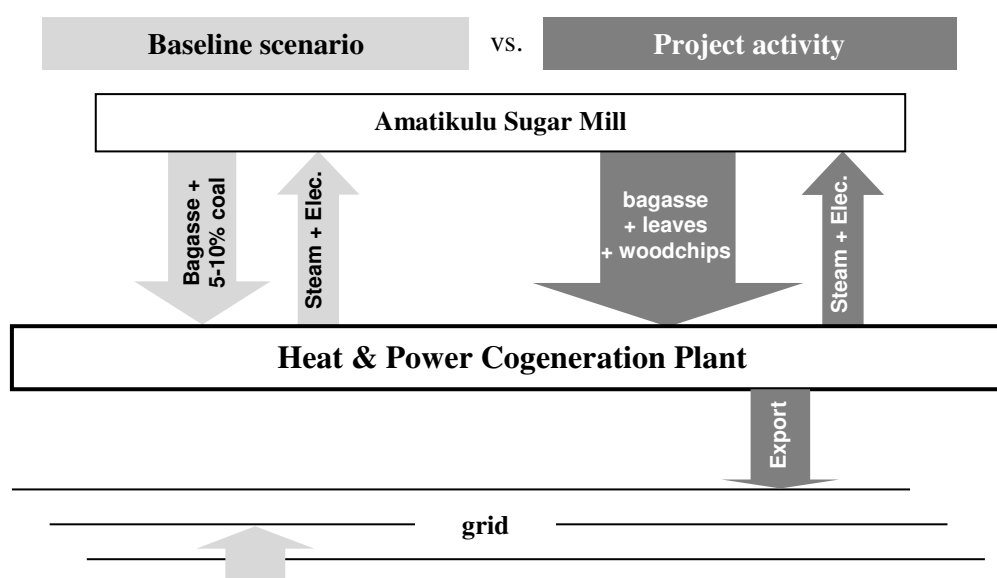 Baseline scenario
vs.
Project activity
Amatikulu Sugar Mill
Bagasse +
5-10% coal
Steam + Elec.
bagasse
+ leaves
+ woodchips
Steam + Elec.
Heat & Power Cogeneration Plant
Export
grid